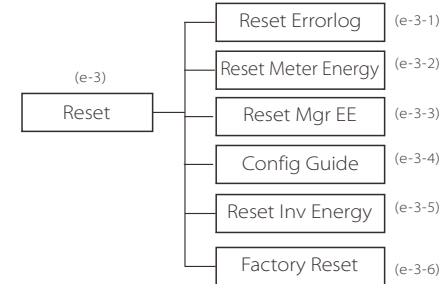 Reset Errorlog (e-3-1)
(e-3)
Reset Meter Energy (e-3-2)
Reset
Reset Mgr EE (e-3-3)
Config Guide (e-3-4)
Reset Inv Energy (e-3-5)
Factory Reset (e-3-6)